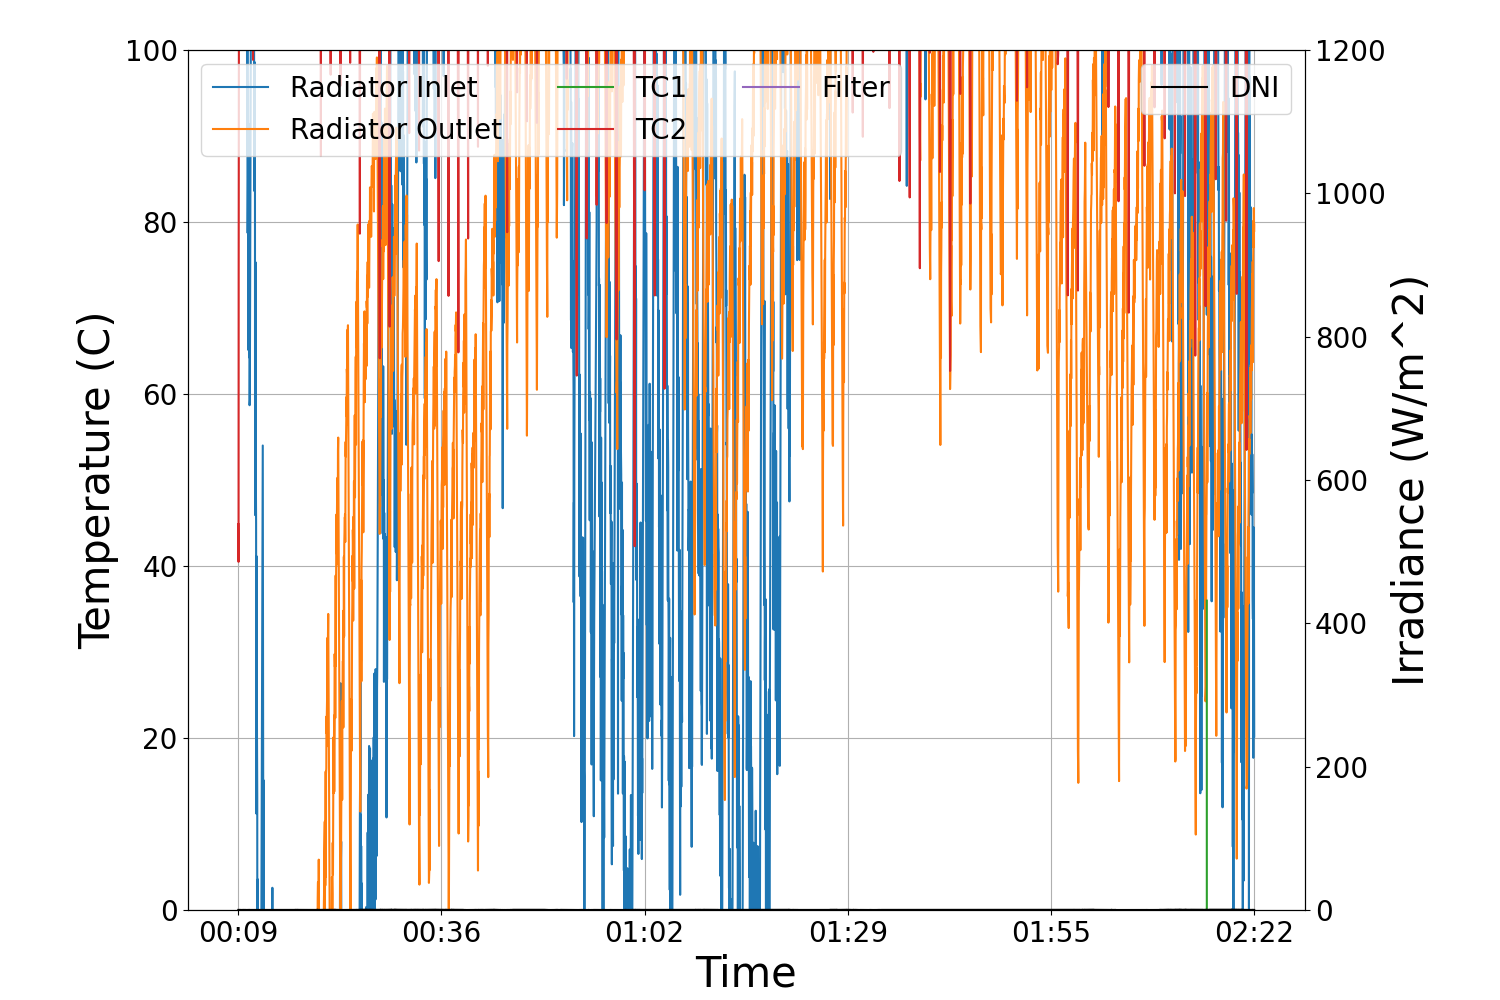 100
80
60
40
20
0
Temperature (C)
Radiator Inlet
Radiator Outlet
TC1
TC2
Filter
DNI
1200
1000
800
600
400
200
0
Irradiance (W/m^2)
00:09
00:36
01:02
01:29
01:55
02:22
Time